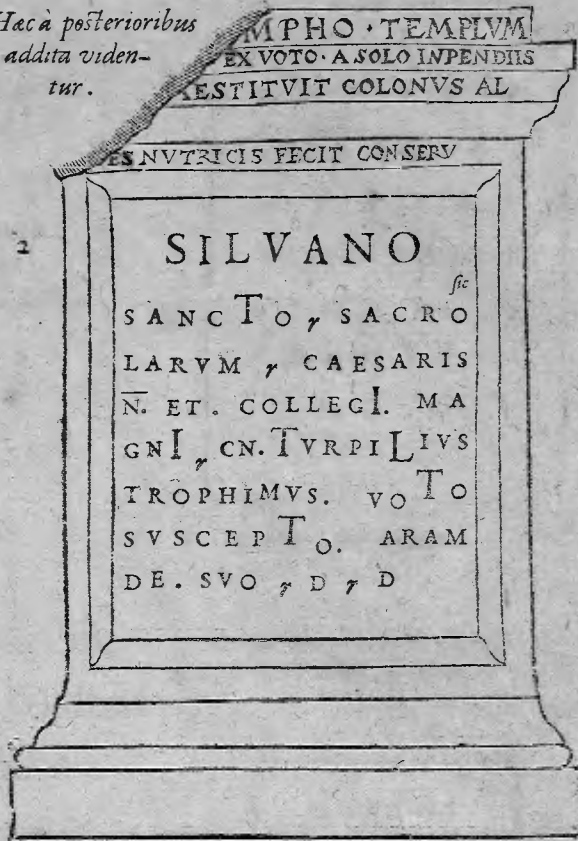 Hæc à posterioribus
addita viden-
tur.
MPHO · TEMPLVM
EX VOTO · A SOLO INPENDIIS
RESTITVIT COLONVS AL
ES NVTRICIS FECIT CONSERV
2
SILVANO
sic
SANCTO, SACRO
LARVM, CAESARIS
N̅. ET. COLLEGI. MA
GNI, CN. TVRPILIVS
TROPHIMVS. VOTO
SVSCEPTO. ARAM
DE. SVO, D, D